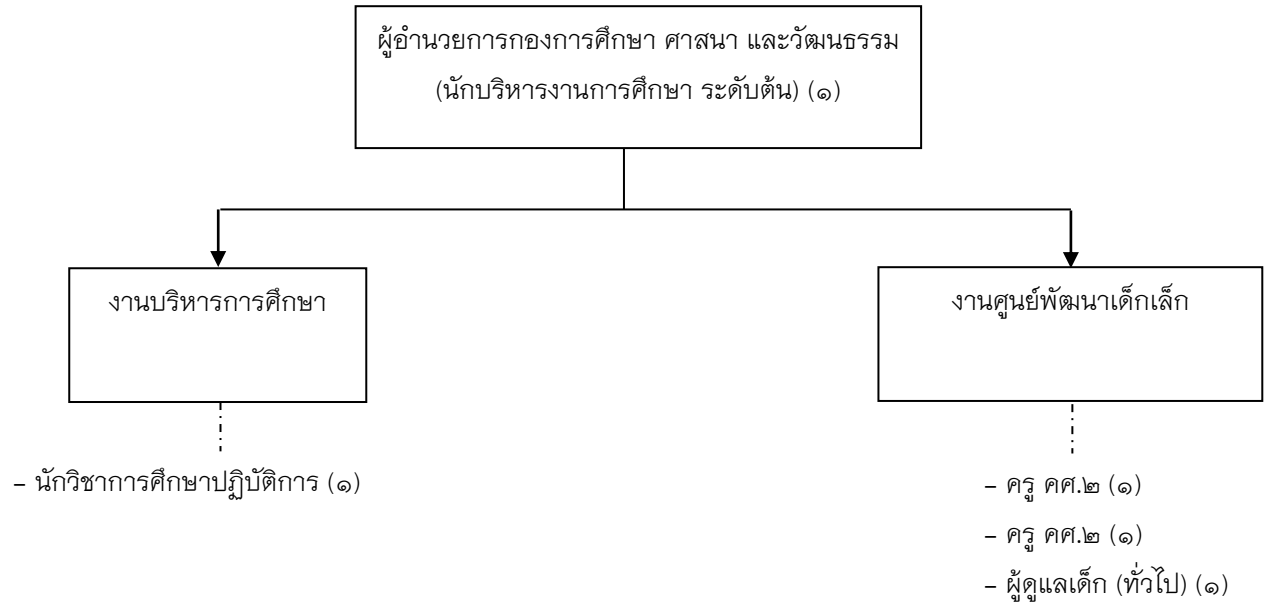 ผู้อำนวยการกองการศึกษา ศาสนา และวัฒนธรรม
(นักบริหารงานการศึกษา ระดับต้น) (๑)
งานบริหารการศึกษา
– นักวิชาการศึกษาปฏิบัติการ (๑)
งานศูนย์พัฒนาเด็กเล็ก
– ครู คศ.๒ (๑)
– ครู คศ.๒ (๑)
– ผู้ดูแลเด็ก (ทั่วไป) (๑)